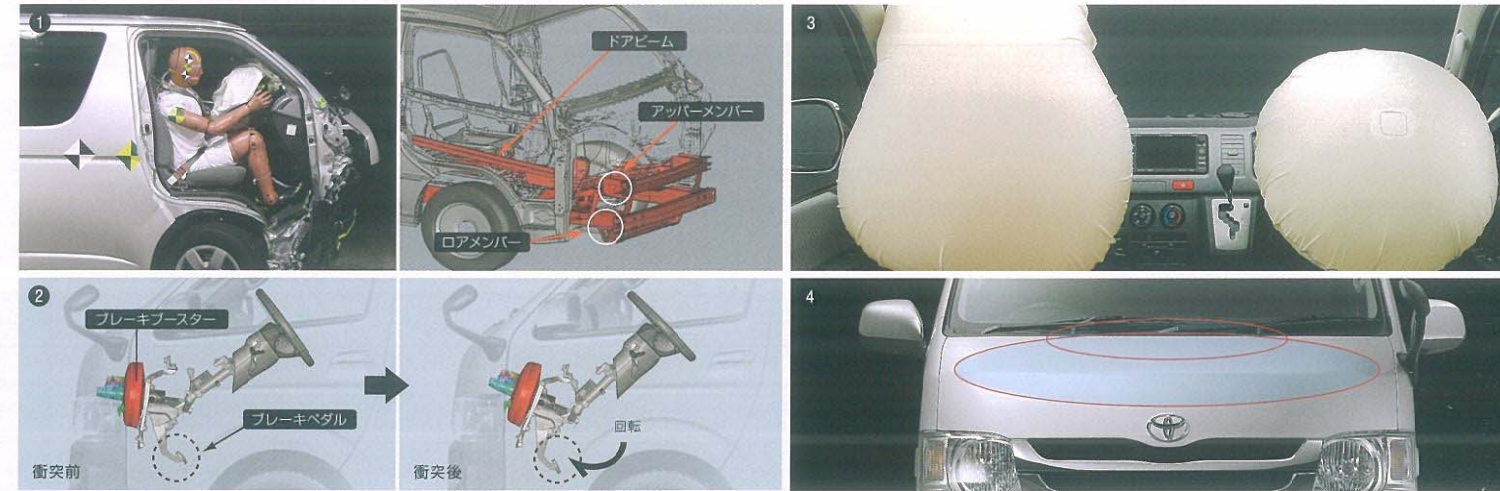 1
ドアビーム
アッパーメンバー
ロアメンバー
2
ブレーキブースター
ブレーキペダル
衝突前
回転
衝突後
3
4